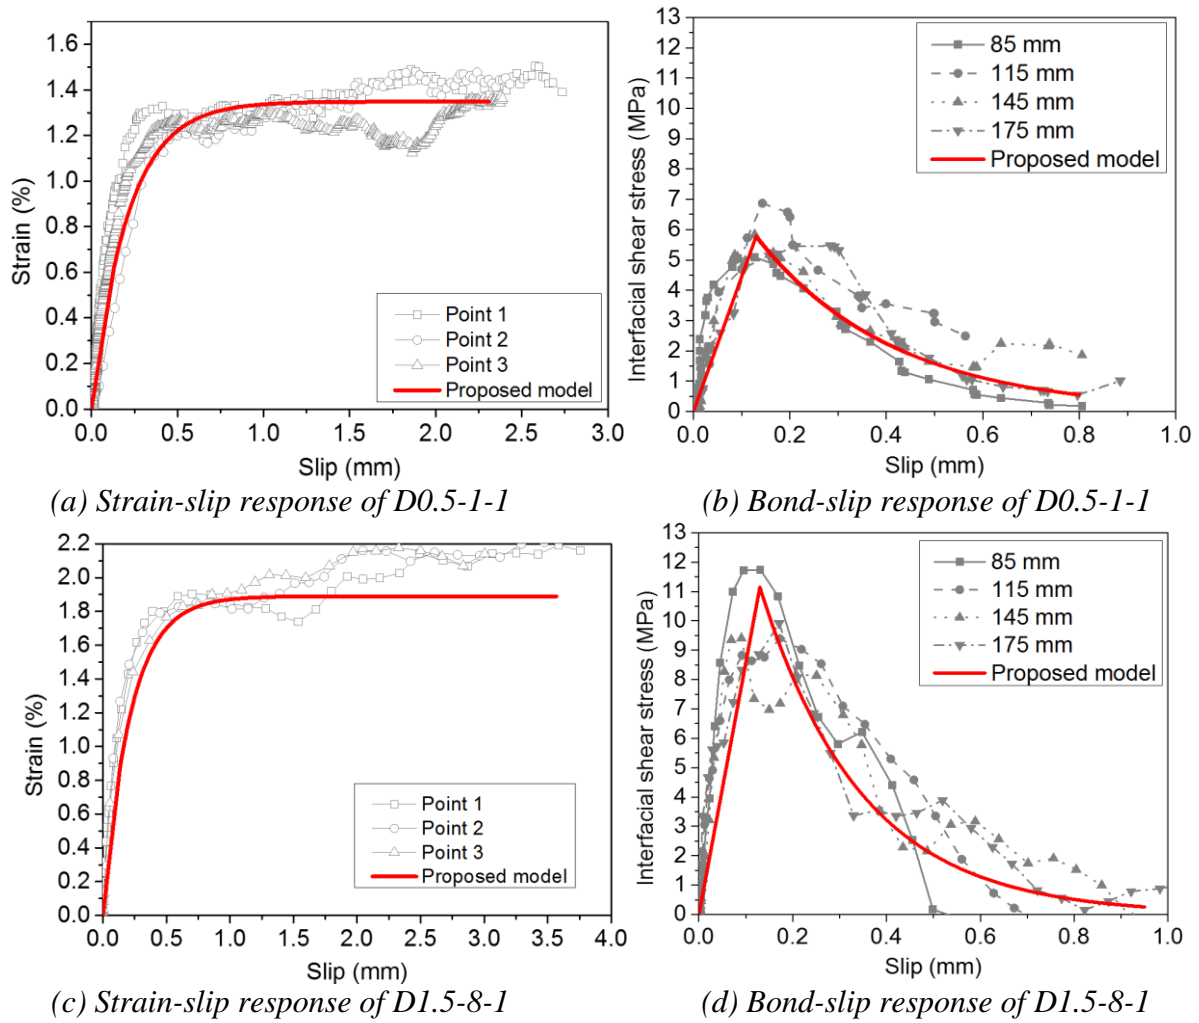 1.6
1.4
1.2
1.0
0.8
0.6
0.4
0.2
0.0
Strain (%)
0.0 0.5 1.0 1.5 2.0 2.5 3.0
Slip (mm)
Point 1
Point 2
Point 3
Proposed model
(a) Strain-slip response of D0.5-1-1
13
12
11
10
9
8
7
6
5
4
3
2
1
0
Interfacial shear stress (MPa)
0.0 0.2 0.4 0.6 0.8 1.0
Slip (mm)
85 mm
115 mm
145 mm
175 mm
Proposed model
(b) Bond-slip response of D0.5-1-1
2.2
2.0
1.8
1.6
1.4
1.2
1.0
0.8
0.6
0.4
0.2
0.0
Strain (%)
0.0 0.5 1.0 1.5 2.0 2.5 3.0 3.5 4.0
Slip (mm)
Point 1
Point 2
Point 3
Proposed model
(c) Strain-slip response of D1.5-8-1
13
12
11
10
9
8
7
6
5
4
3
2
1
0
Interfacial shear stress (MPa)
0.0 0.2 0.4 0.6 0.8 1.0
Slip (mm)
85 mm
115 mm
145 mm
175 mm
Proposed model
(d) Bond-slip response of D1.5-8-1